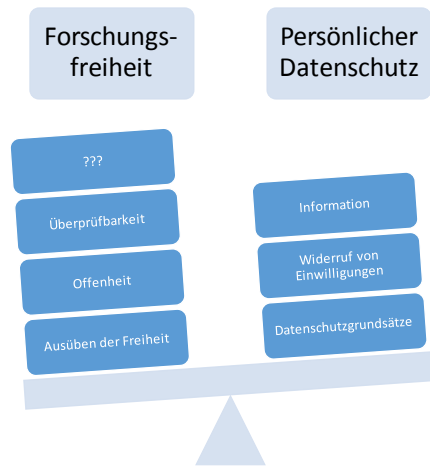 Forschungs-
freiheit
Persönlicher
Datenschutz
???
Überprüfbarkeit
Offenheit
Ausüben der Freiheit
Information
Widerruf von
Einwilligungen
Datenschutzgrundsätze